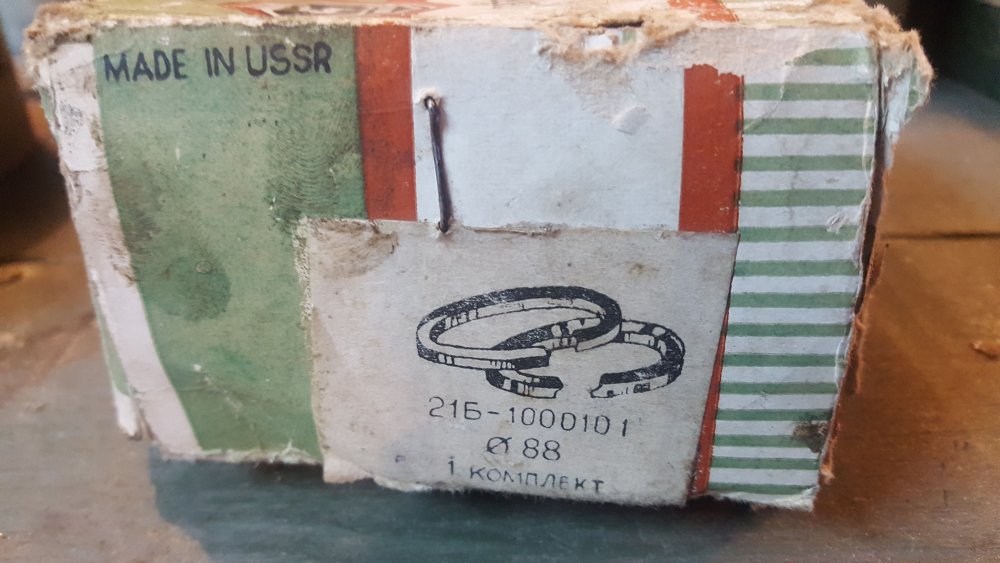 MADE IN USSR
21Б-1000101
Ø 88
1 КОМПЛЕКТ